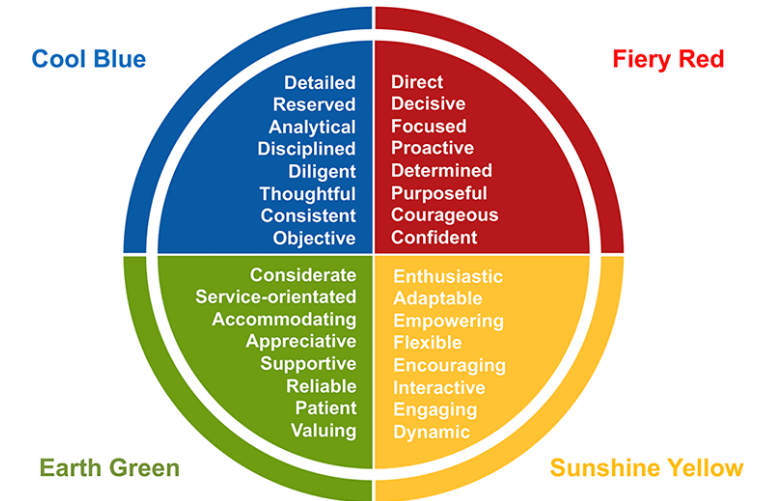 Cool Blue
Fiery Red
Detailed
Reserved
Analytical
Disciplined
Diligent
Thoughtful
Consistent
Objective
Direct
Decisive
Focused
Proactive
Determined
Purposeful
Courageous
Confident
Considerate
Service-orientated
Accommodating
Appreciative
Supportive
Reliable
Patient
Valuing
Enthusiastic
Adaptable
Empowering
Flexible
Encouraging
Interactive
Engaging
Dynamic
Earth Green
Sunshine Yellow